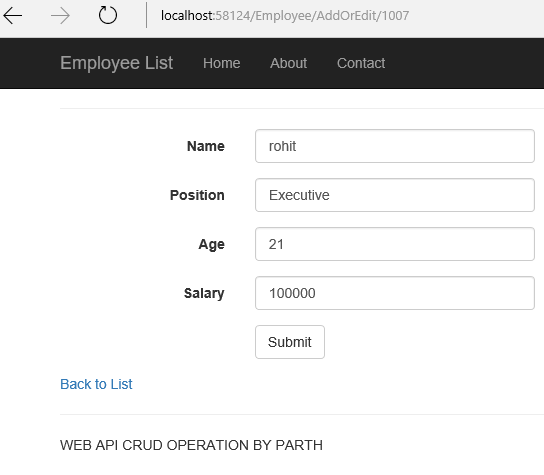 localhost:58124/Employee/AddOrEdit/1007
Employee List Home About Contact
Name rohit
Position Executive
Age 21
Salary 100000
Submit
Back to List
WEB API CRUD OPERATION BY PARTH